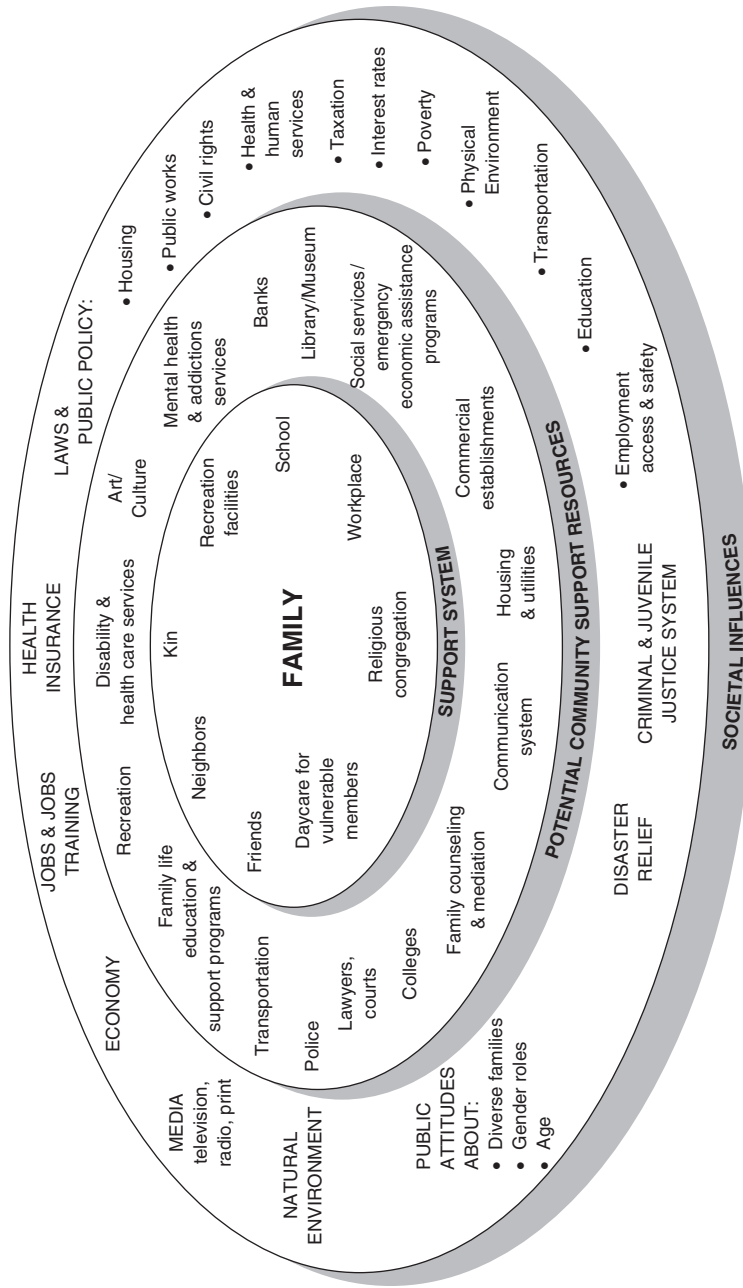 LAWS &
PUBLIC POLICY:
• Housing
• Public works
• Civil rights
• Health &
human
services
• Taxation
• Interest rates
• Poverty
• Physical
Environment
• Transportation
• Education
• Employment
access & safety
HEALTH
INSURANCE
JOBS & JOBS
TRAINING
ECONOMY
MEDIA
television,
radio, print
NATURAL
ENVIRONMENT
PUBLIC
ATTITUDES
ABOUT:
• Diverse families
• Gender roles
• Age
DISASTER
RELIEF
CRIMINAL & JUVENILE
JUSTICE SYSTEM
SOCIETAL INFLUENCES
Disability &
health care services
Art/
Culture
Mental health
& addictions
services
Banks
Library/Museum
Social services/
emergency
economic assistance
programs
Commercial
establishments
Housing
& utilities
Communication
system
Family counseling
& mediation
Colleges
Lawyers,
courts
Police
Transportation
Family life
education &
support programs
Recreation
POTENTIAL COMMUNITY SUPPORT RESOURCES
Kin
Recreation
facilities
School
Workplace
Religious
congregation
Daycare for
vulnerable
members
Friends
Neighbors
FAMILY
SUPPORT SYSTEM